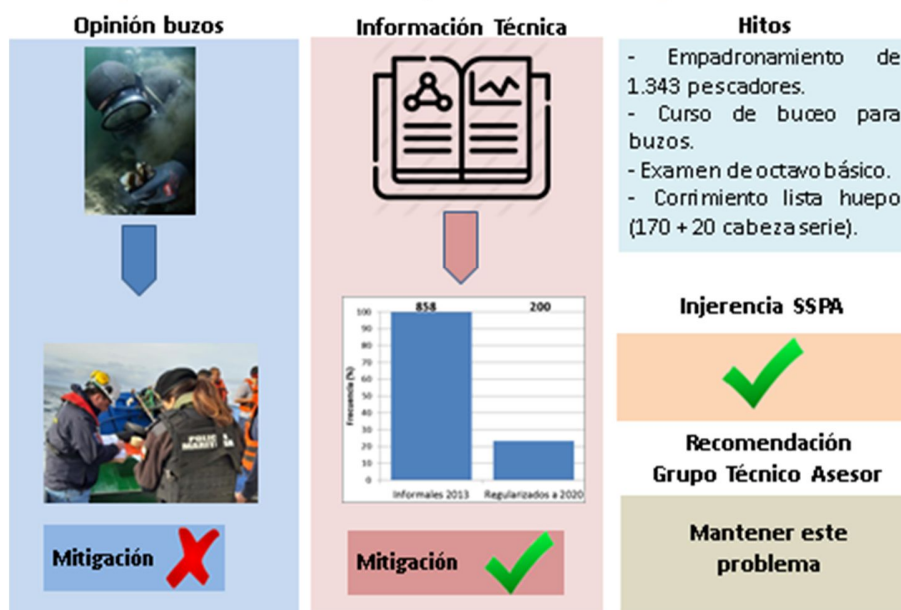 Opinión buzos
POLICIA
MARITIMA
Mitigación
Información Técnica
858
200
100
90
80
70
60
50
40
30
20
10
0
Frecuencia (%)
Informales 2013
Regularizados a 2020
Mitigación
Hitos
- Empadronamiento de
1.343 pescadores.
- Curso de buceo para
buzos.
- Examen de octavo básico.
- Corrimiento lista huepo
(170 + 20 cabeza serie).
Injerencia SSPA
Recomendación
Grupo Técnico Asesor
Mantener este
problema